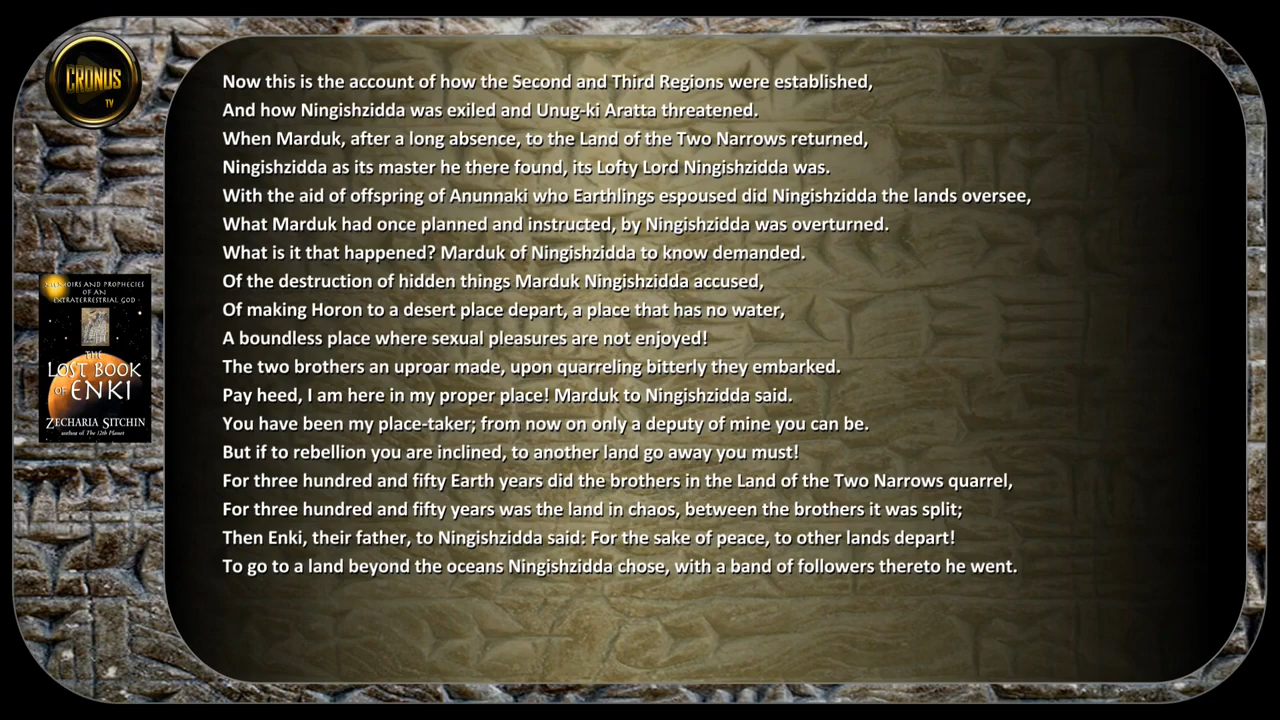 CRONUS
TV
Now this is the account of how the Second and Third Regions were established,
And how Ningishzidda was exiled and Unug-ki Aratta threatened.
When Marduk, after a long absence, to the Land of the Two Narrows returned,
Ningishzidda as its master he there found, its Lofty Lord Ningishzidda was.
With the aid of offspring of Anunnaki who Earthlings espoused did Ningishzidda the lands oversee,
What Marduk had once planned and instructed, by Ningishzidda was overturned.
What is it that happened? Marduk of Ningishzidda to know demanded.
Of the destruction of hidden things Marduk Ningishzidda accused,
Of making Horon to a desert place depart, a place that has no water,
A boundless place where sexual pleasures are not enjoyed!
The two brothers an uproar made, upon quarreling bitterly they embarked.
Pay heed, I am here in my proper place! Marduk to Ningishzidda said.
You have been my place-taker; from now on only a deputy of mine you can be.
But if to rebellion you are inclined, to another land go away you must!
For three hundred and fifty Earth years did the brothers in the Land of the Two Narrows quarrel,
For three hundred and fifty years was the land in chaos, between the brothers it was split;
Then Enki, their father, to Ningishzidda said: For the sake of peace, to other lands depart!
To go to a land beyond the oceans Ningishzidda chose, with a band of followers thereto he went.
MEMOIRS AND PROPHECIES
OF AN
EXTRATERRESTRIAL GOD
THE
LOST BOOK
OF ENKI
ZECHARIA SITCHIN
author of The 12th Planet